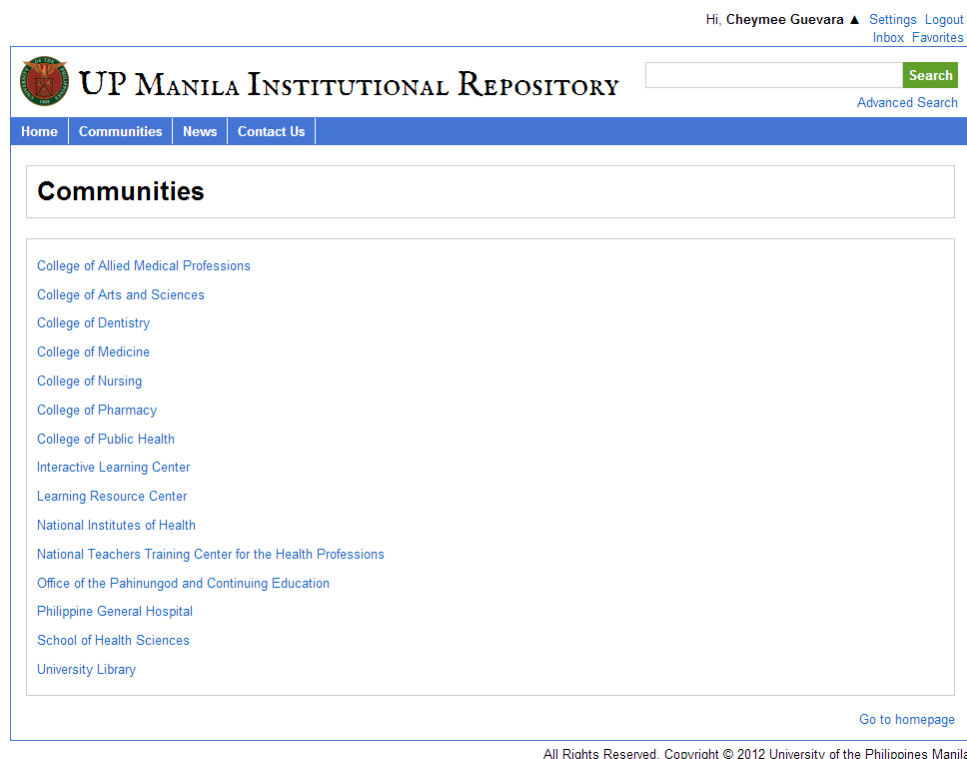 Hi, Cheymee Guevara ▲ Settings Logout
Inbox Favorites
UP Manila Institutional Repository
Search
Advanced Search
Home Communities News Contact Us
Communities
College of Allied Medical Professions
College of Arts and Sciences
College of Dentistry
College of Medicine
College of Nursing
College of Pharmacy
College of Public Health
Interactive Learning Center
Learning Resource Center
National Institutes of Health
National Teachers Training Center for the Health Professions
Office of the Pahinungod and Continuing Education
Philippine General Hospital
School of Health Sciences
University Library
Go to homepage
All Rights Reserved. Copyright © 2012 University of the Philippines Manila